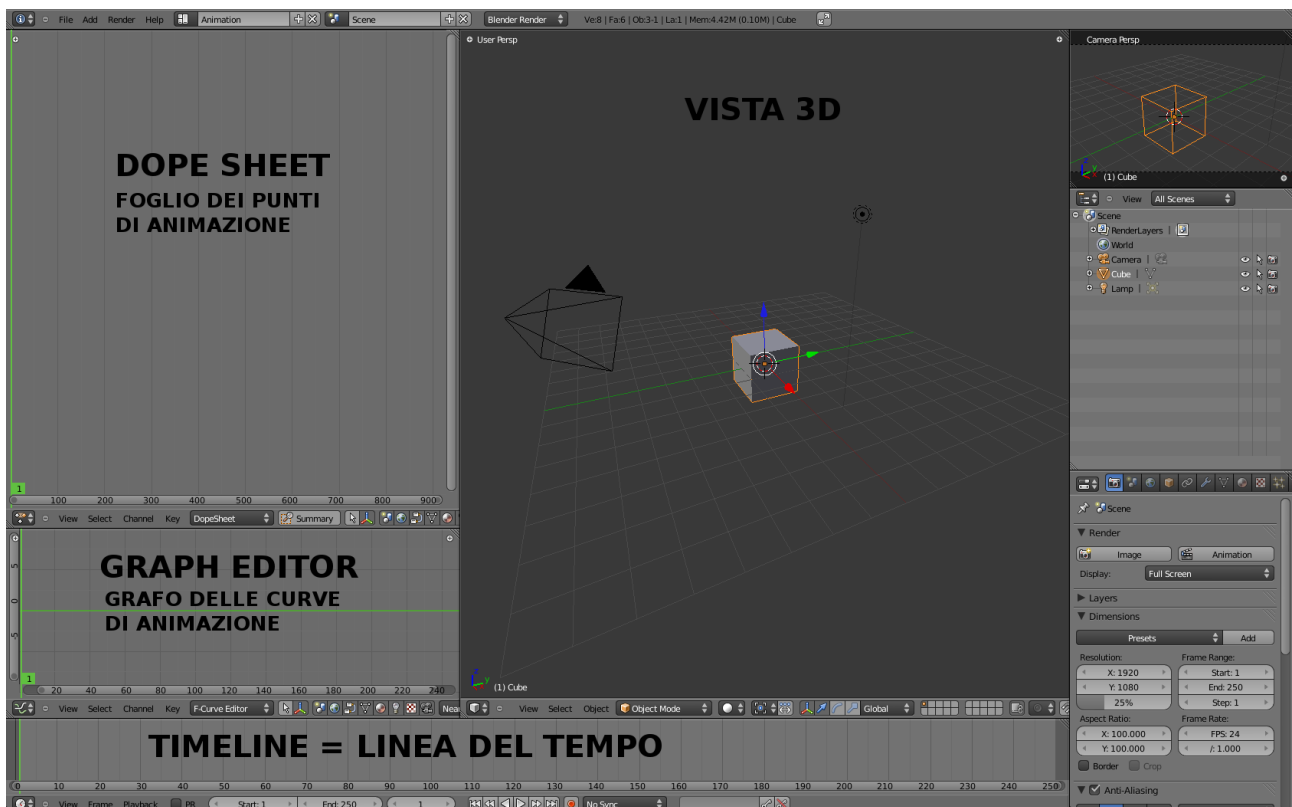 File Add Render Help Animation Scene Blender Render Ve:8 | Fa:6 | Ob:3-1 | La:1 | Mem:4.42M (0.10M) | Cube
User Persp
VISTA 3D
(1) Cube
DOPE SHEET
FOGLIO DEI PUNTI
DI ANIMAZIONE
1
100 200 300 400 500 600 700 800 900
View Select Channel Key DopeSheet Summary
GRAPH EDITOR
GRAFO DELLE CURVE
DI ANIMAZIONE
5
0
-5
1
20 40 60 80 100 120 140 160 180 200 220 240
View Select Channel Key F-Curve Editor Near
View Select Object Object Mode Global
TIMELINE = LINEA DEL TEMPO
0 10 20 30 40 50 60 70 80 90 100 110 120 130 140 150 160 170 180 190 200 210 220 230 240 250
View Frame Playback PR Start: 1 End: 250 1 No Sync
Camera Persp
(1) Cube
View All Scenes
Scene
RenderLayers |
World
Camera |
Cube |
Lamp |
Scene
Render
Image Animation
Display: Full Screen
Layers
Dimensions
Presets Add
Resolution: Frame Range:
X: 1920 Start: 1
Y: 1080 End: 250
25% Step: 1
Aspect Ratio: Frame Rate:
X: 100.000 FPS: 24
Y: 100.000 /: 1.000
Border Crop
Anti-Aliasing